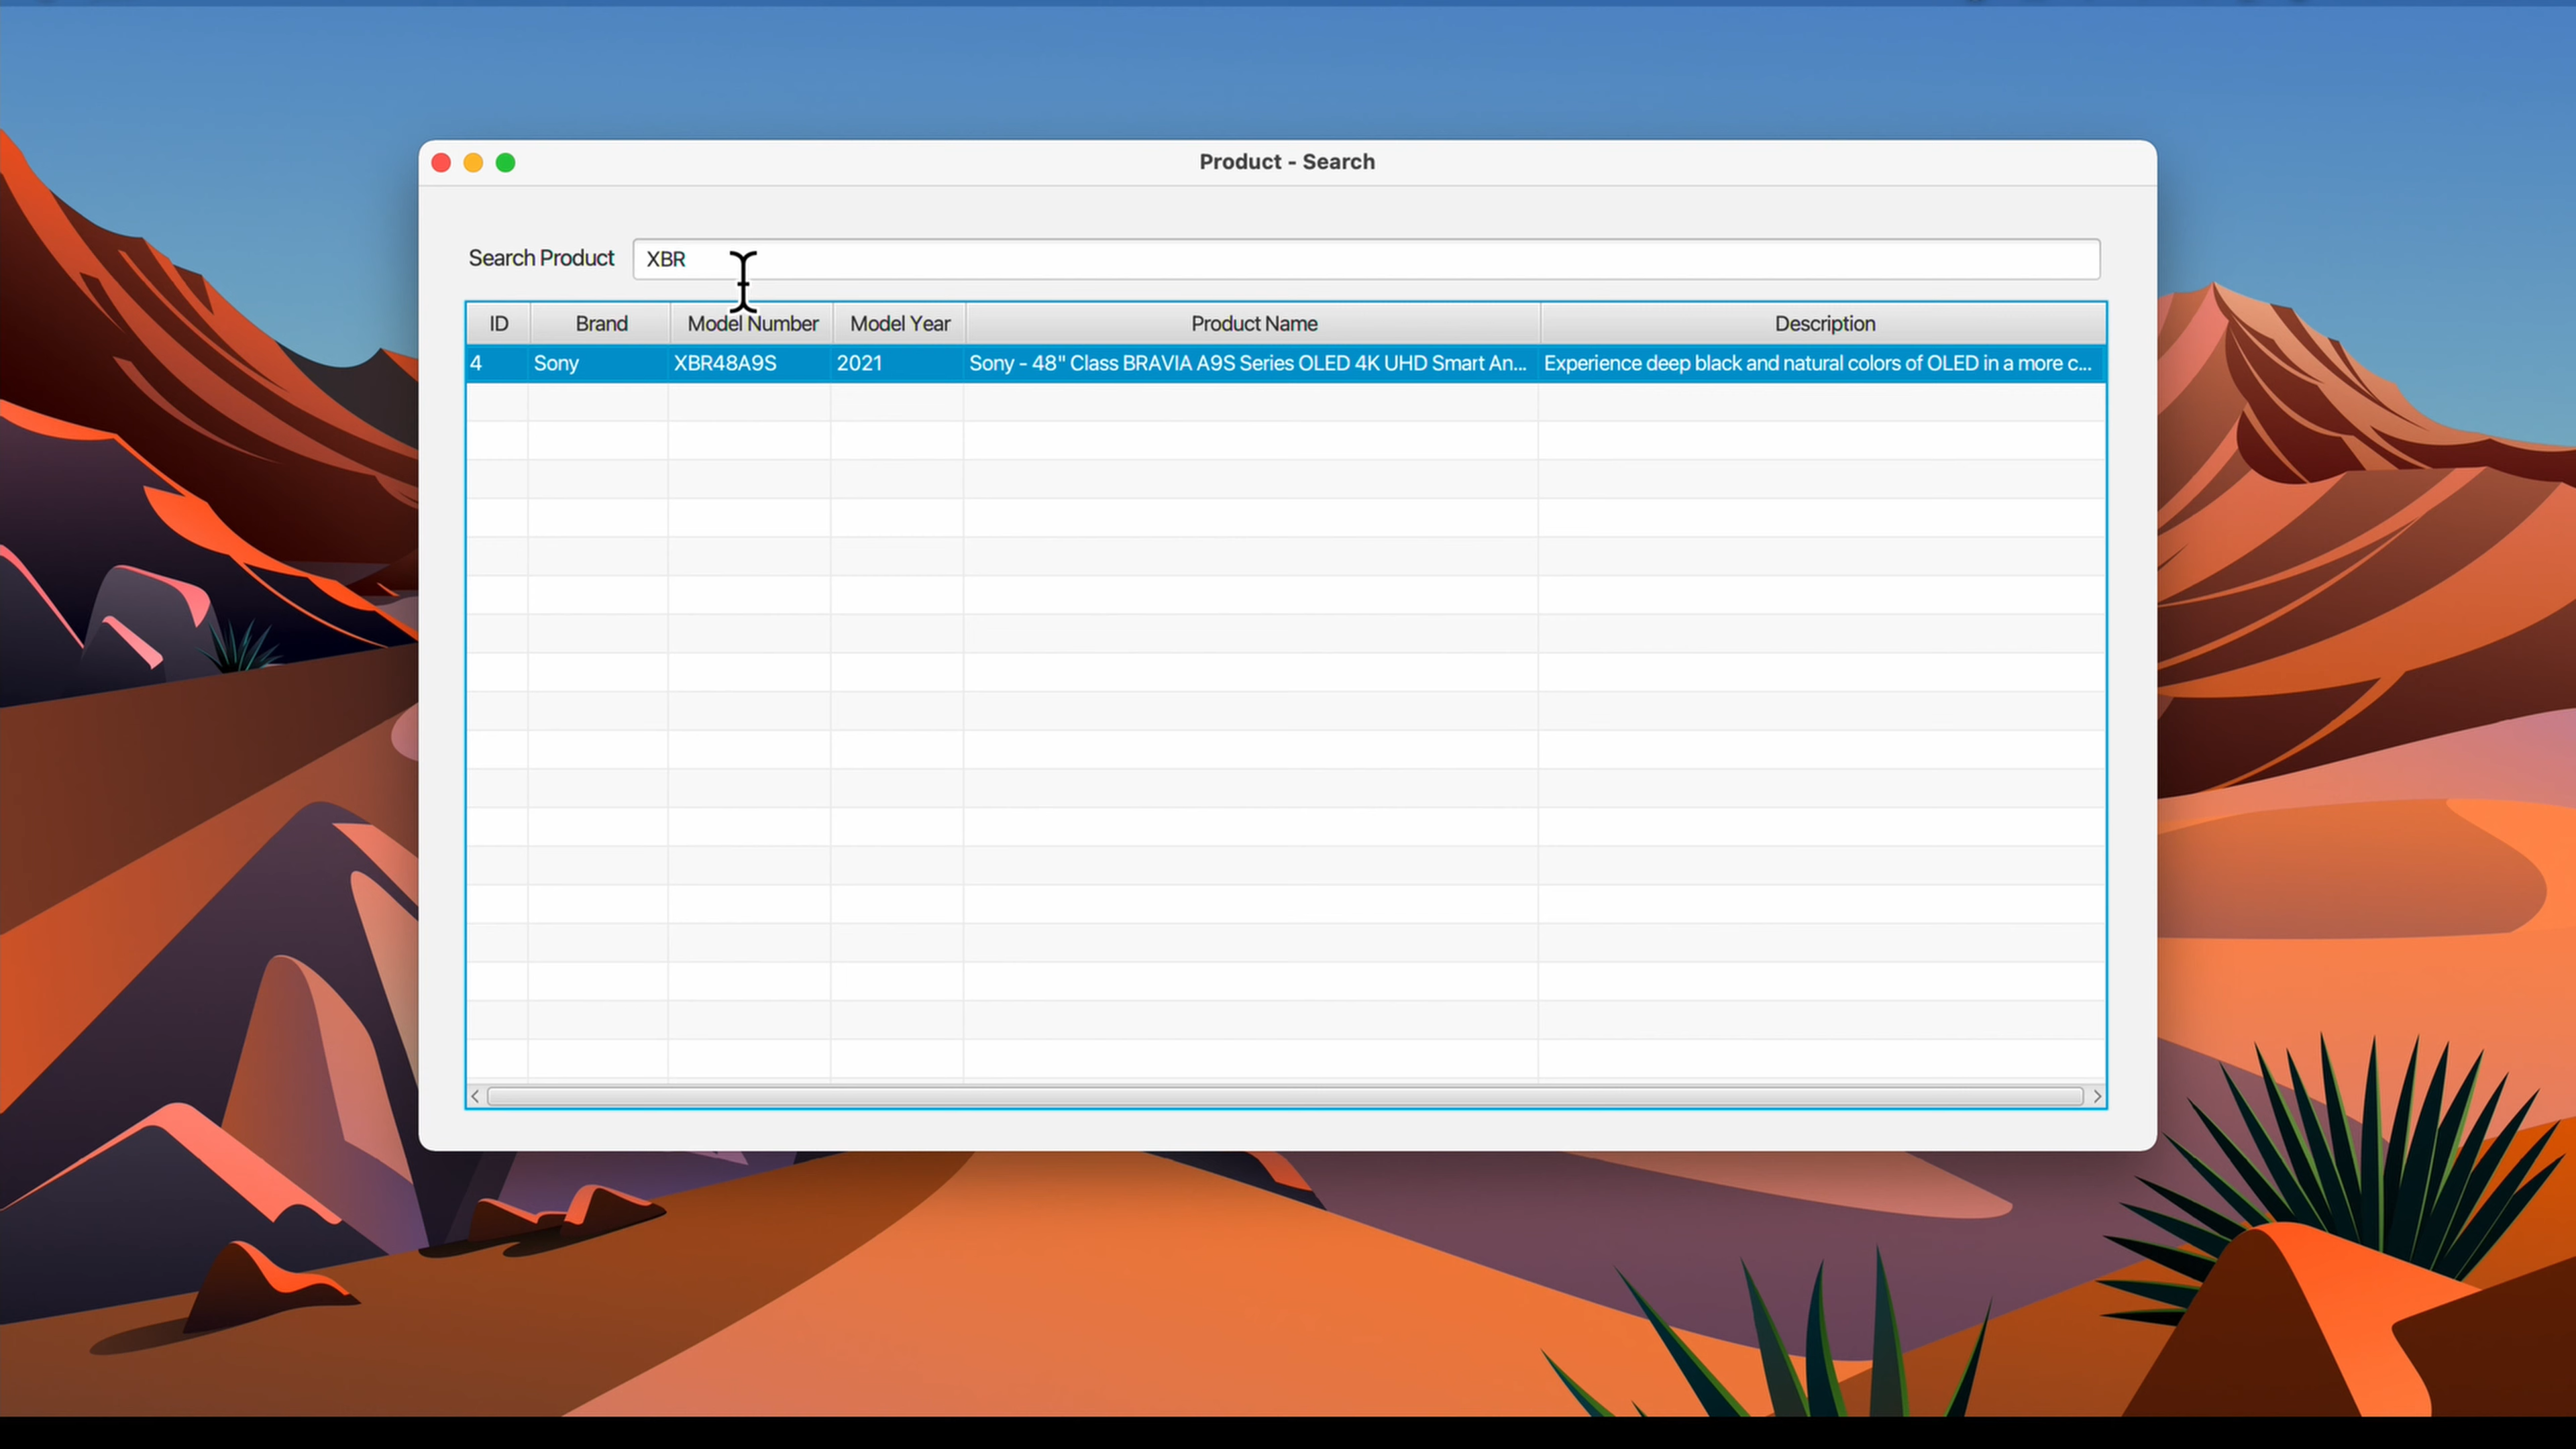 Product - Search
Search Product XBR
ID Brand Model Number Model Year Product Name Description
4 Sony XBR48A9S 2021 Sony - 48" Class BRAVIA A9S Series OLED 4K UHD Smart An... Experience deep black and natural colors of OLED in a more c...